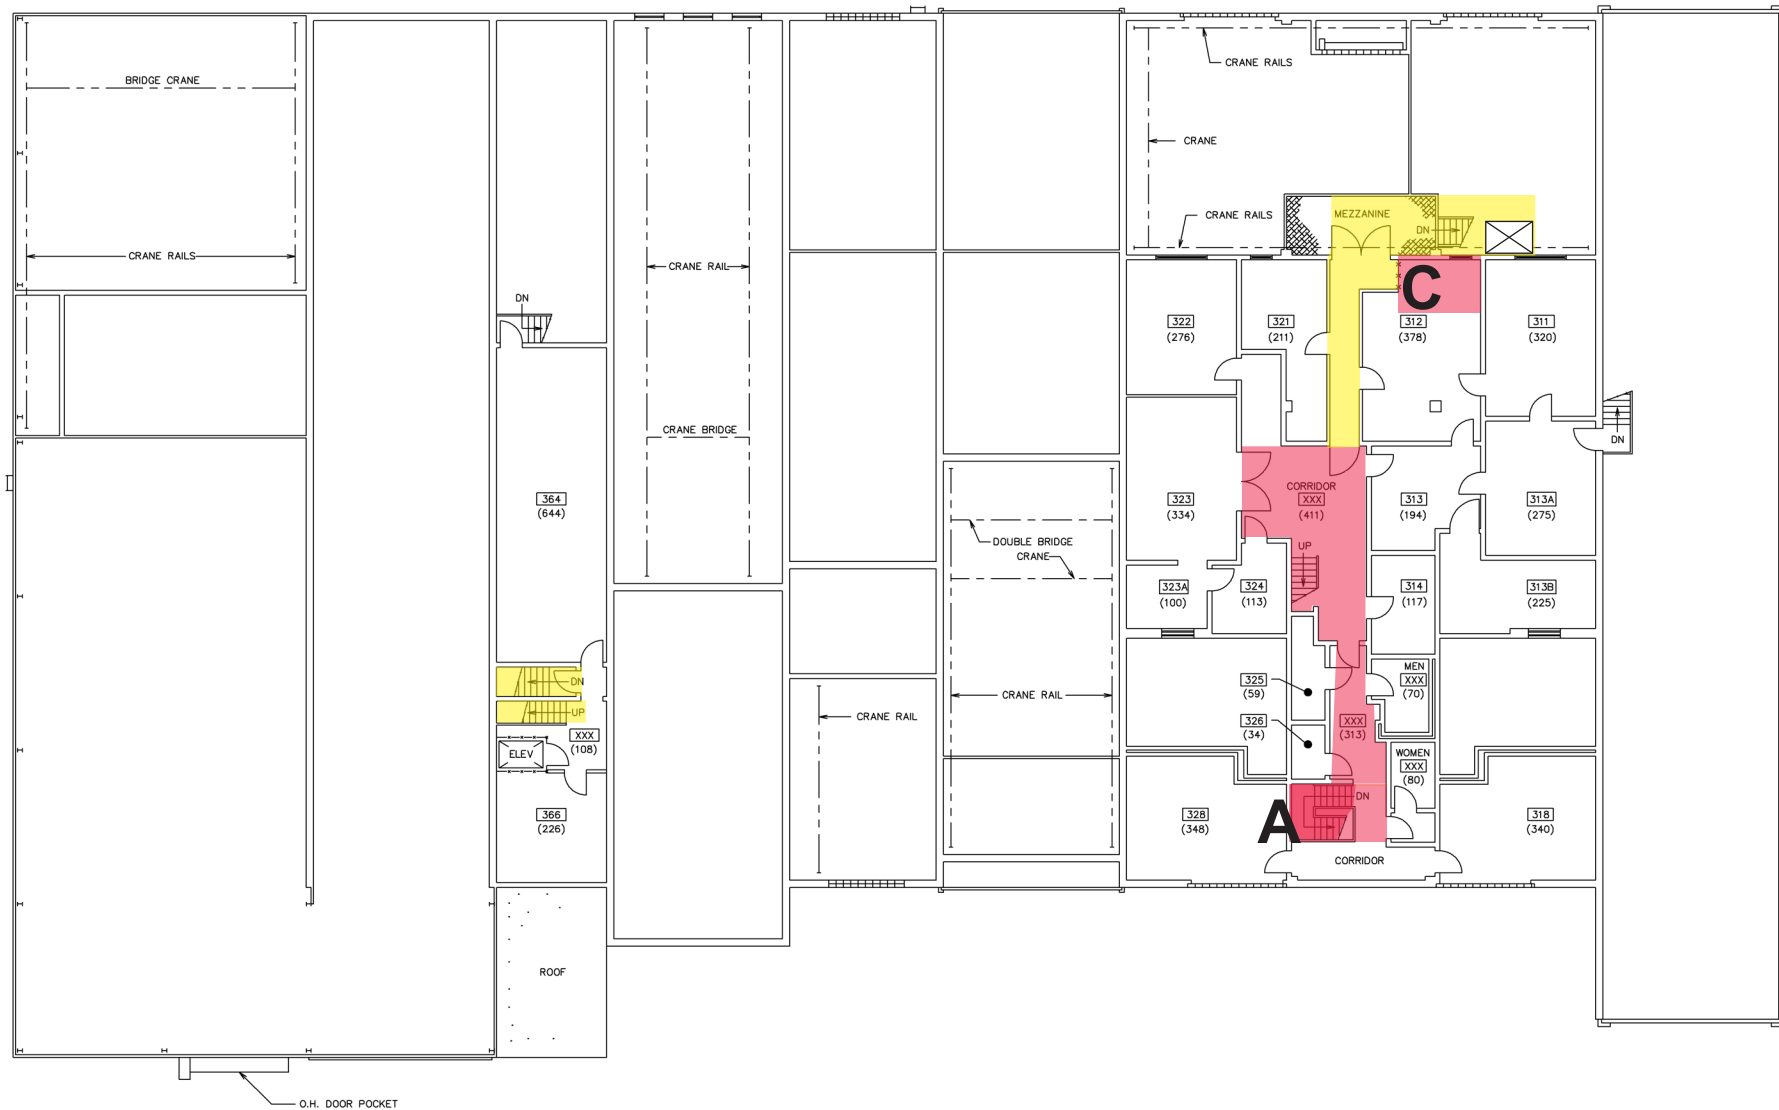 BRIDGE CRANE
CRANE RAILS
CRANE RAILS
CRANE
CRANE RAILS
MEZZANINE
DN
C
CRANE RAIL
DN
322
(276)
321
(211)
312
(378)
311
(320)
CRANE BRIDGE
DN
364
(644)
323
(334)
CORRIDOR
XXX
(411)
313
(194)
313A
(275)
DOUBLE BRIDGE
CRANE
UP
323A
(100)
324
(113)
314
(117)
313B
(225)
DN
UP
XXX
(108)
ELEV
366
(226)
CRANE RAIL
CRANE RAIL
325
(59)
326
(34)
XXX
(313)
MEN
XXX
(70)
WOMEN
XXX
(80)
DN
A
328
(348)
318
(340)
CORRIDOR
ROOF
O.H. DOOR POCKET